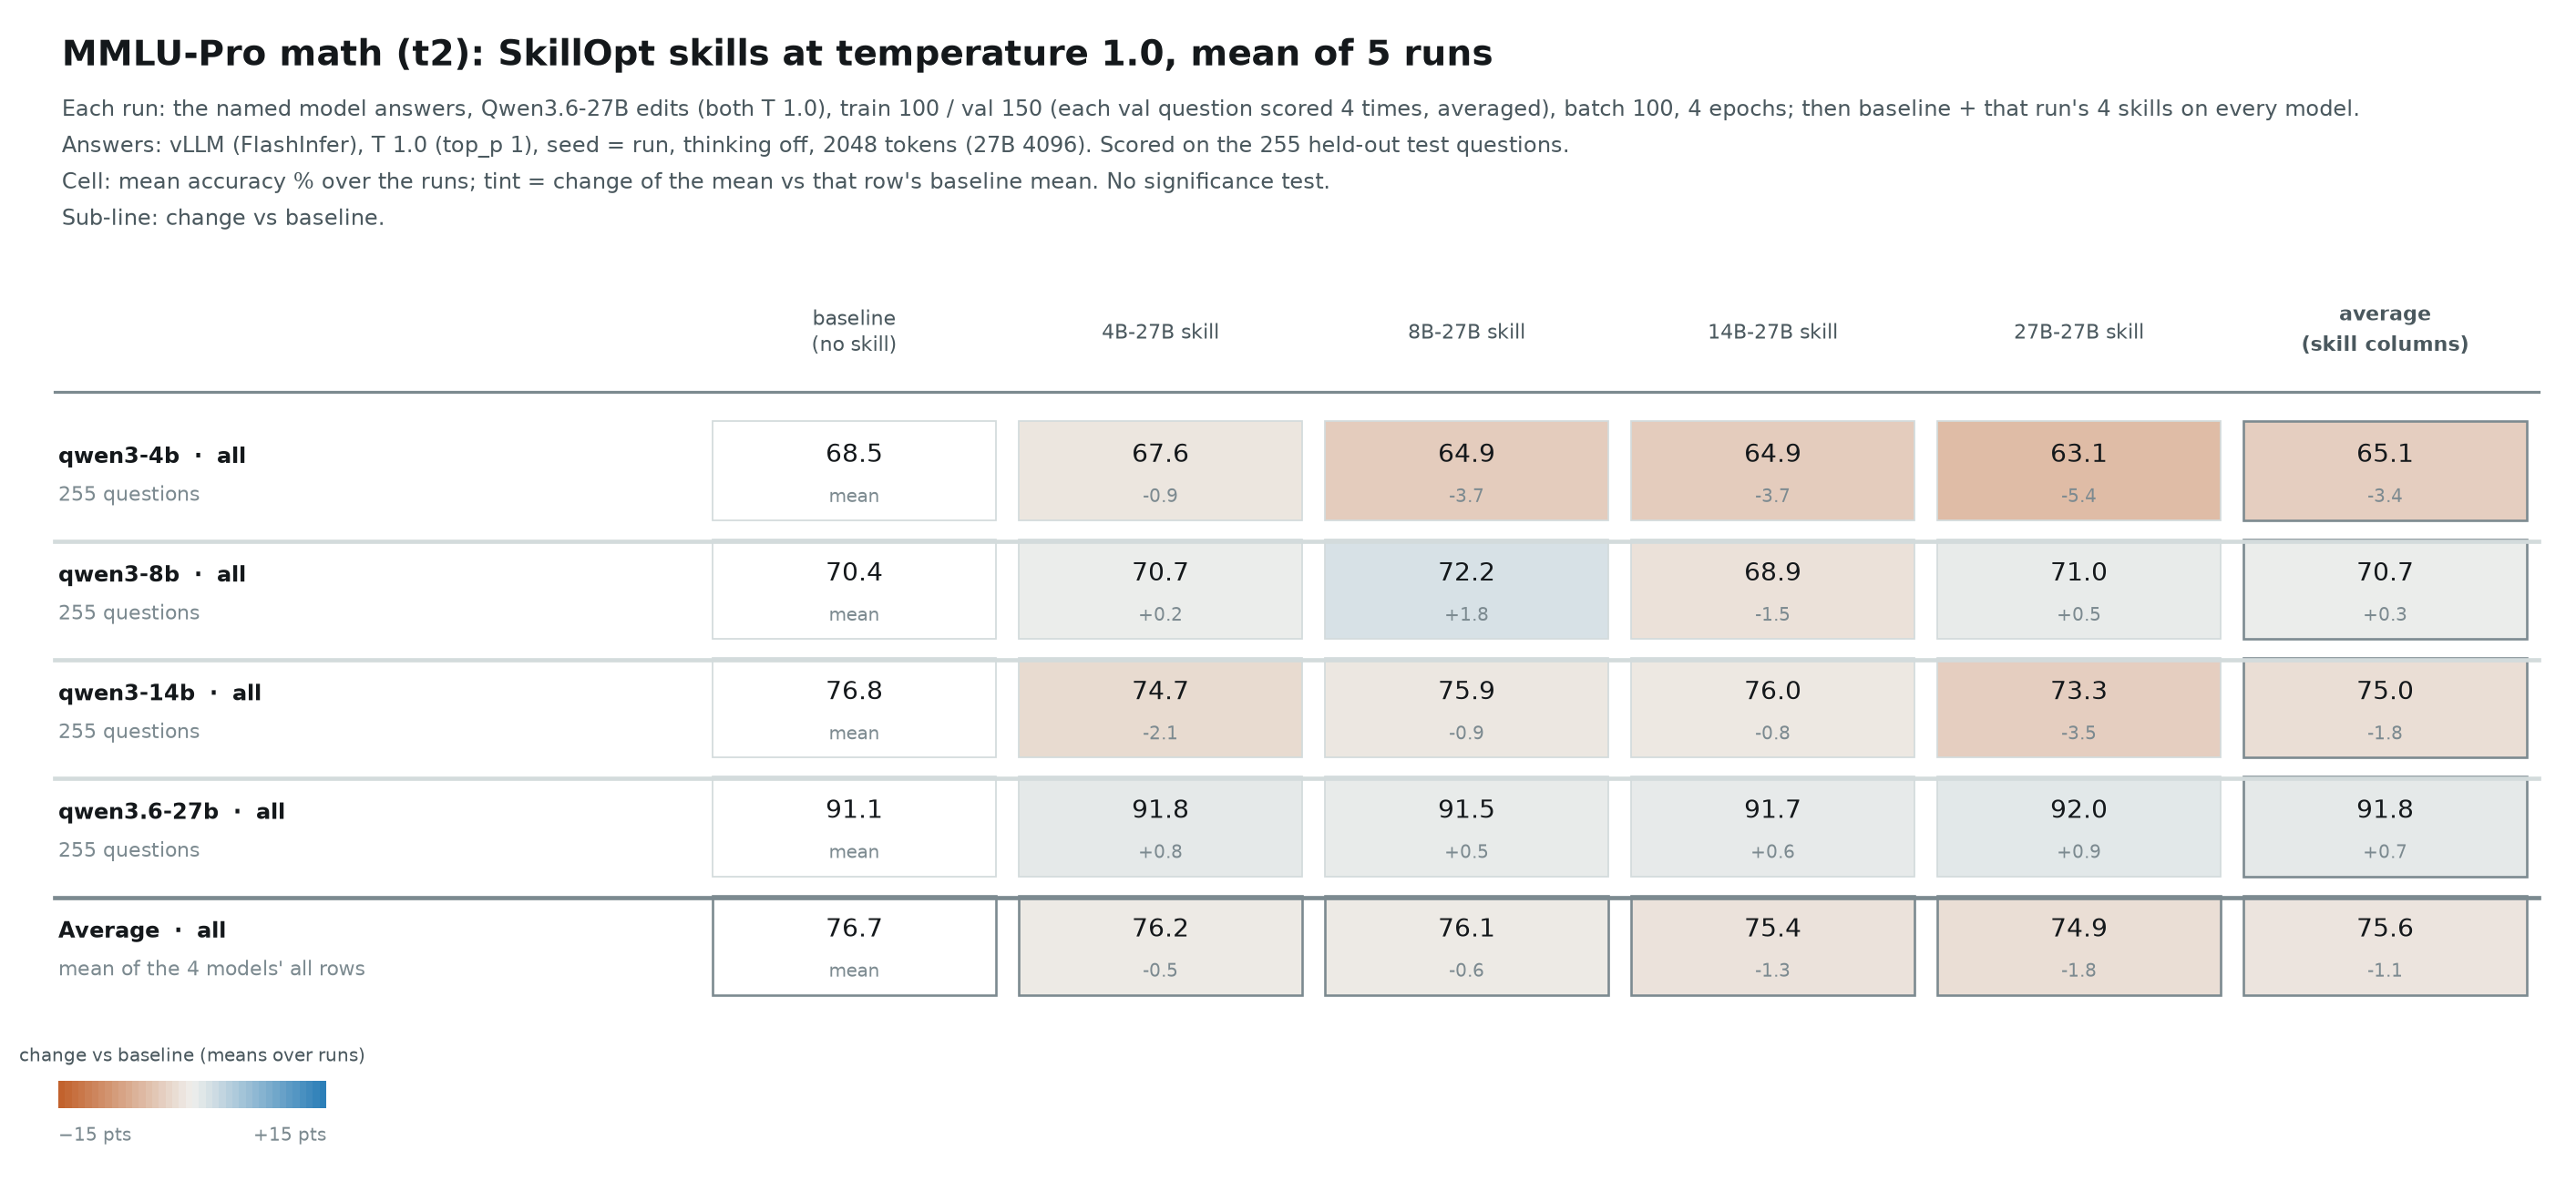 MMLU-Pro math (t2): SkillOpt skills at temperature 1.0, mean of 5 runs
Each run: the named model answers, Qwen3.6-27B edits (both T 1.0), train 100 / val 150 (each val question scored 4 times, averaged), batch 100, 4 epochs; then baseline + that run's 4 skills on every model.
Answers: vLLM (FlashInfer), T 1.0 (top_p 1), seed = run, thinking off, 2048 tokens (27B 4096). Scored on the 255 held-out test questions.
Cell: mean accuracy % over the runs; tint = change of the mean vs that row's baseline mean. No significance test.
Sub-line: change vs baseline.
baseline (no skill) 4B-27B skill 8B-27B skill 14B-27B skill 27B-27B skill average (skill columns)
qwen3-4b · all 68.5 67.6 64.9 64.9 63.1 65.1
255 questions mean -0.9 -3.7 -3.7 -5.4 -3.4
qwen3-8b · all 70.4 70.7 72.2 68.9 71.0 70.7
255 questions mean +0.2 +1.8 -1.5 +0.5 +0.3
qwen3-14b · all 76.8 74.7 75.9 76.0 73.3 75.0
255 questions mean -2.1 -0.9 -0.8 -3.5 -1.8
qwen3.6-27b · all 91.1 91.8 91.5 91.7 92.0 91.8
255 questions mean +0.8 +0.5 +0.6 +0.9 +0.7
Average · all 76.7 76.2 76.1 75.4 74.9 75.6
mean of the 4 models' all rows mean -0.5 -0.6 -1.3 -1.8 -1.1
change vs baseline (means over runs)
−15 pts +15 pts